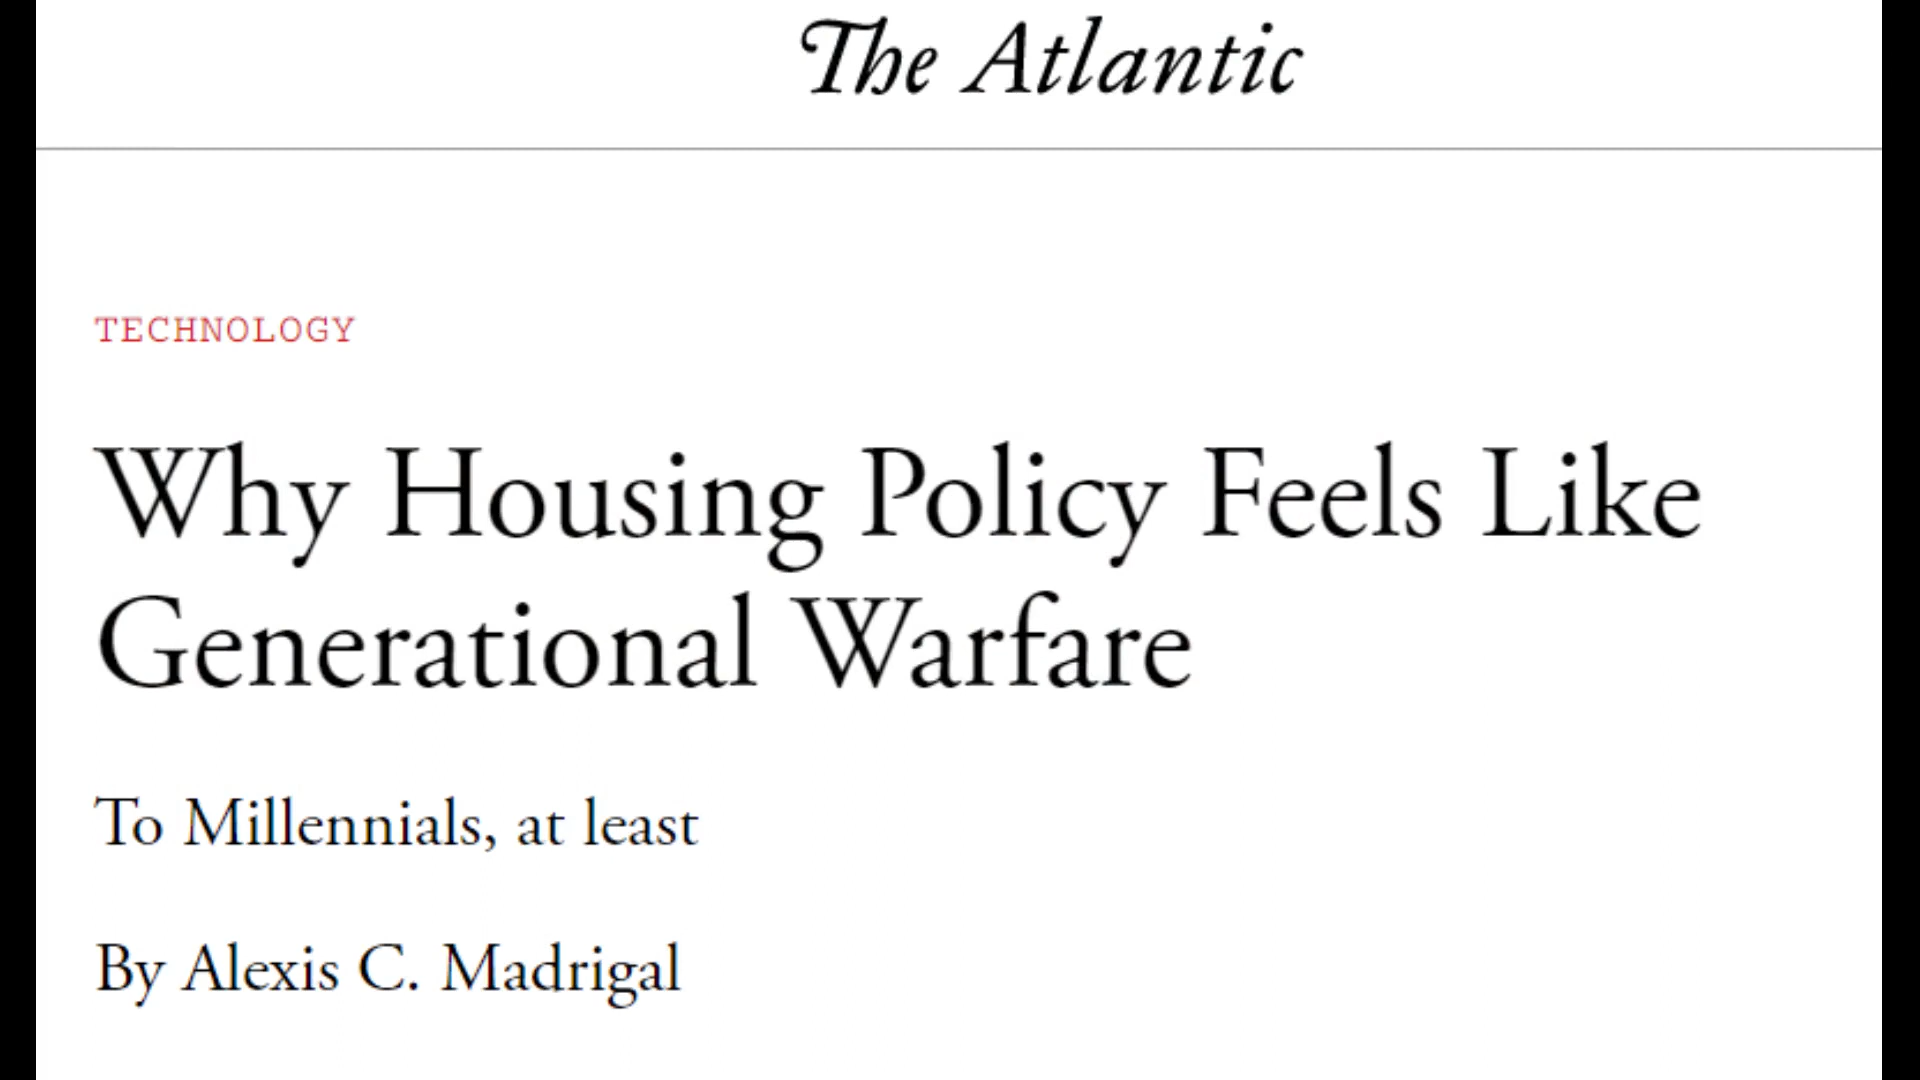 The Atlantic
TECHNOLOGY
Why Housing Policy Feels Like
Generational Warfare
To Millennials, at least
By Alexis C. Madrigal